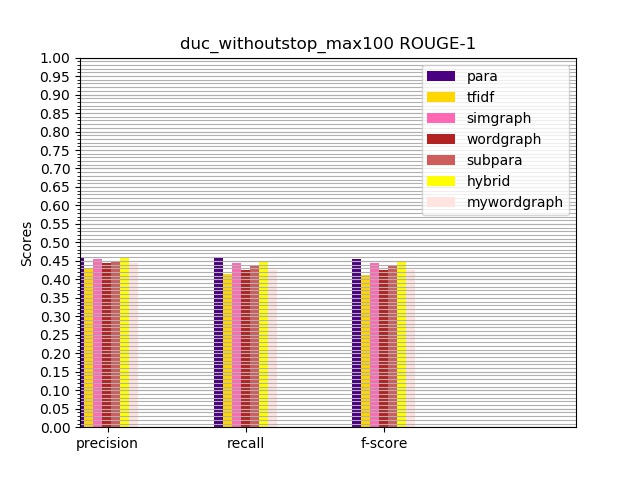 duc_withoutstop_max100 ROUGE-1
1.00
0.95
0.90
0.85
0.80
0.75
0.70
0.65
0.60
0.55
0.50
0.45
0.40
0.35
0.30
0.25
0.20
0.15
0.10
0.05
0.00
Scores
para
tfidf
simgraph
wordgraph
subpara
hybrid
mywordgraph
precision
recall
f-score